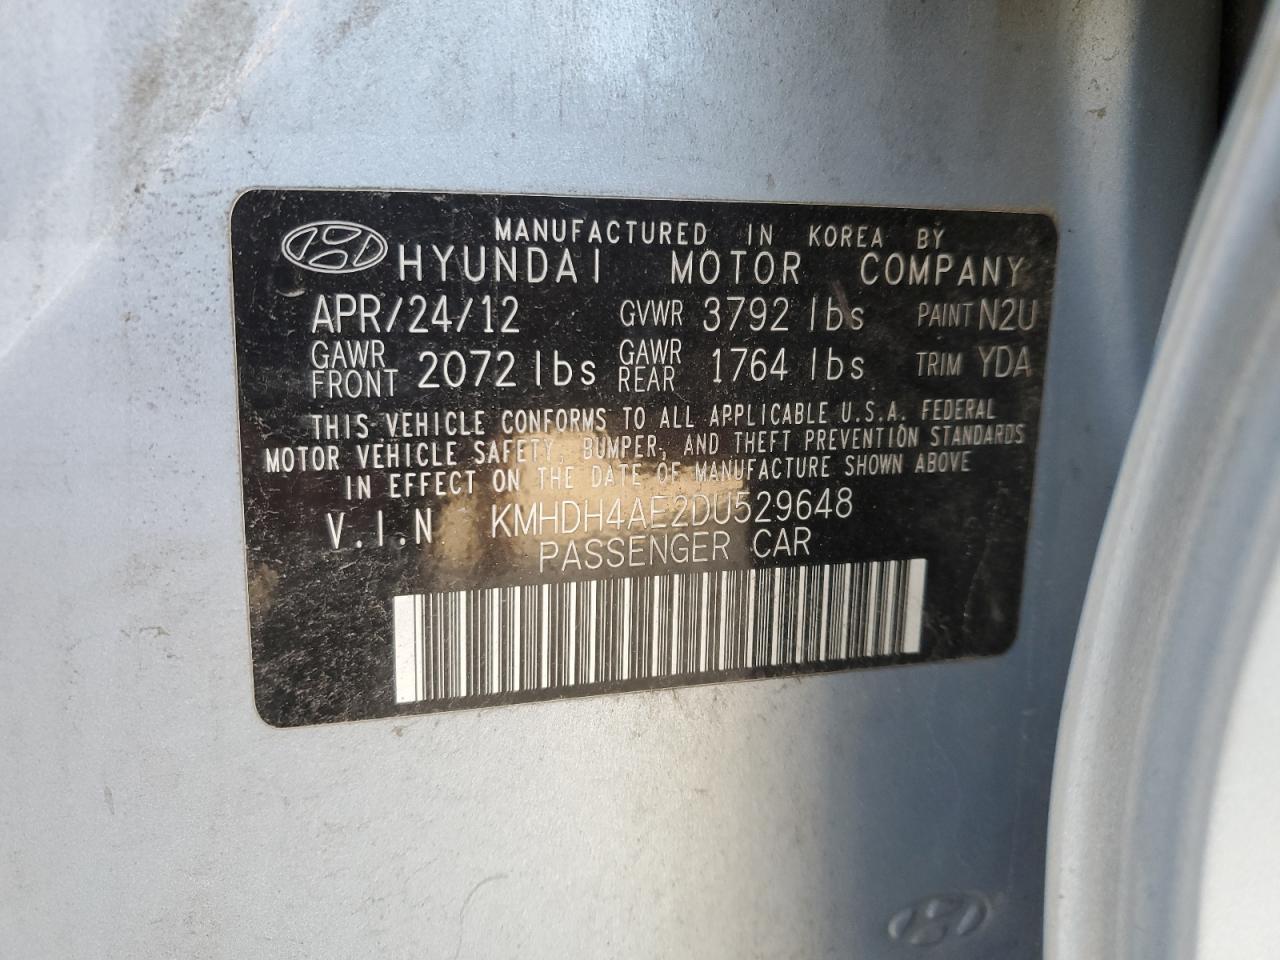 MANUFACTURED IN KOREA BY
HYUNDAI MOTOR COMPANY
APR/24/12 GVWR 3792 lbs PAINT N2U
GAWR FRONT 2072 lbs GAWR REAR 1764 lbs TRIM YDA
THIS VEHICLE CONFORMS TO ALL APPLICABLE U.S.A. FEDERAL
MOTOR VEHICLE SAFETY, BUMPER, AND THEFT PREVENTION STANDARDS
IN EFFECT ON THE DATE OF MANUFACTURE SHOWN ABOVE
V.I.N KMHDH4AE2DU529648
PASSENGER CAR